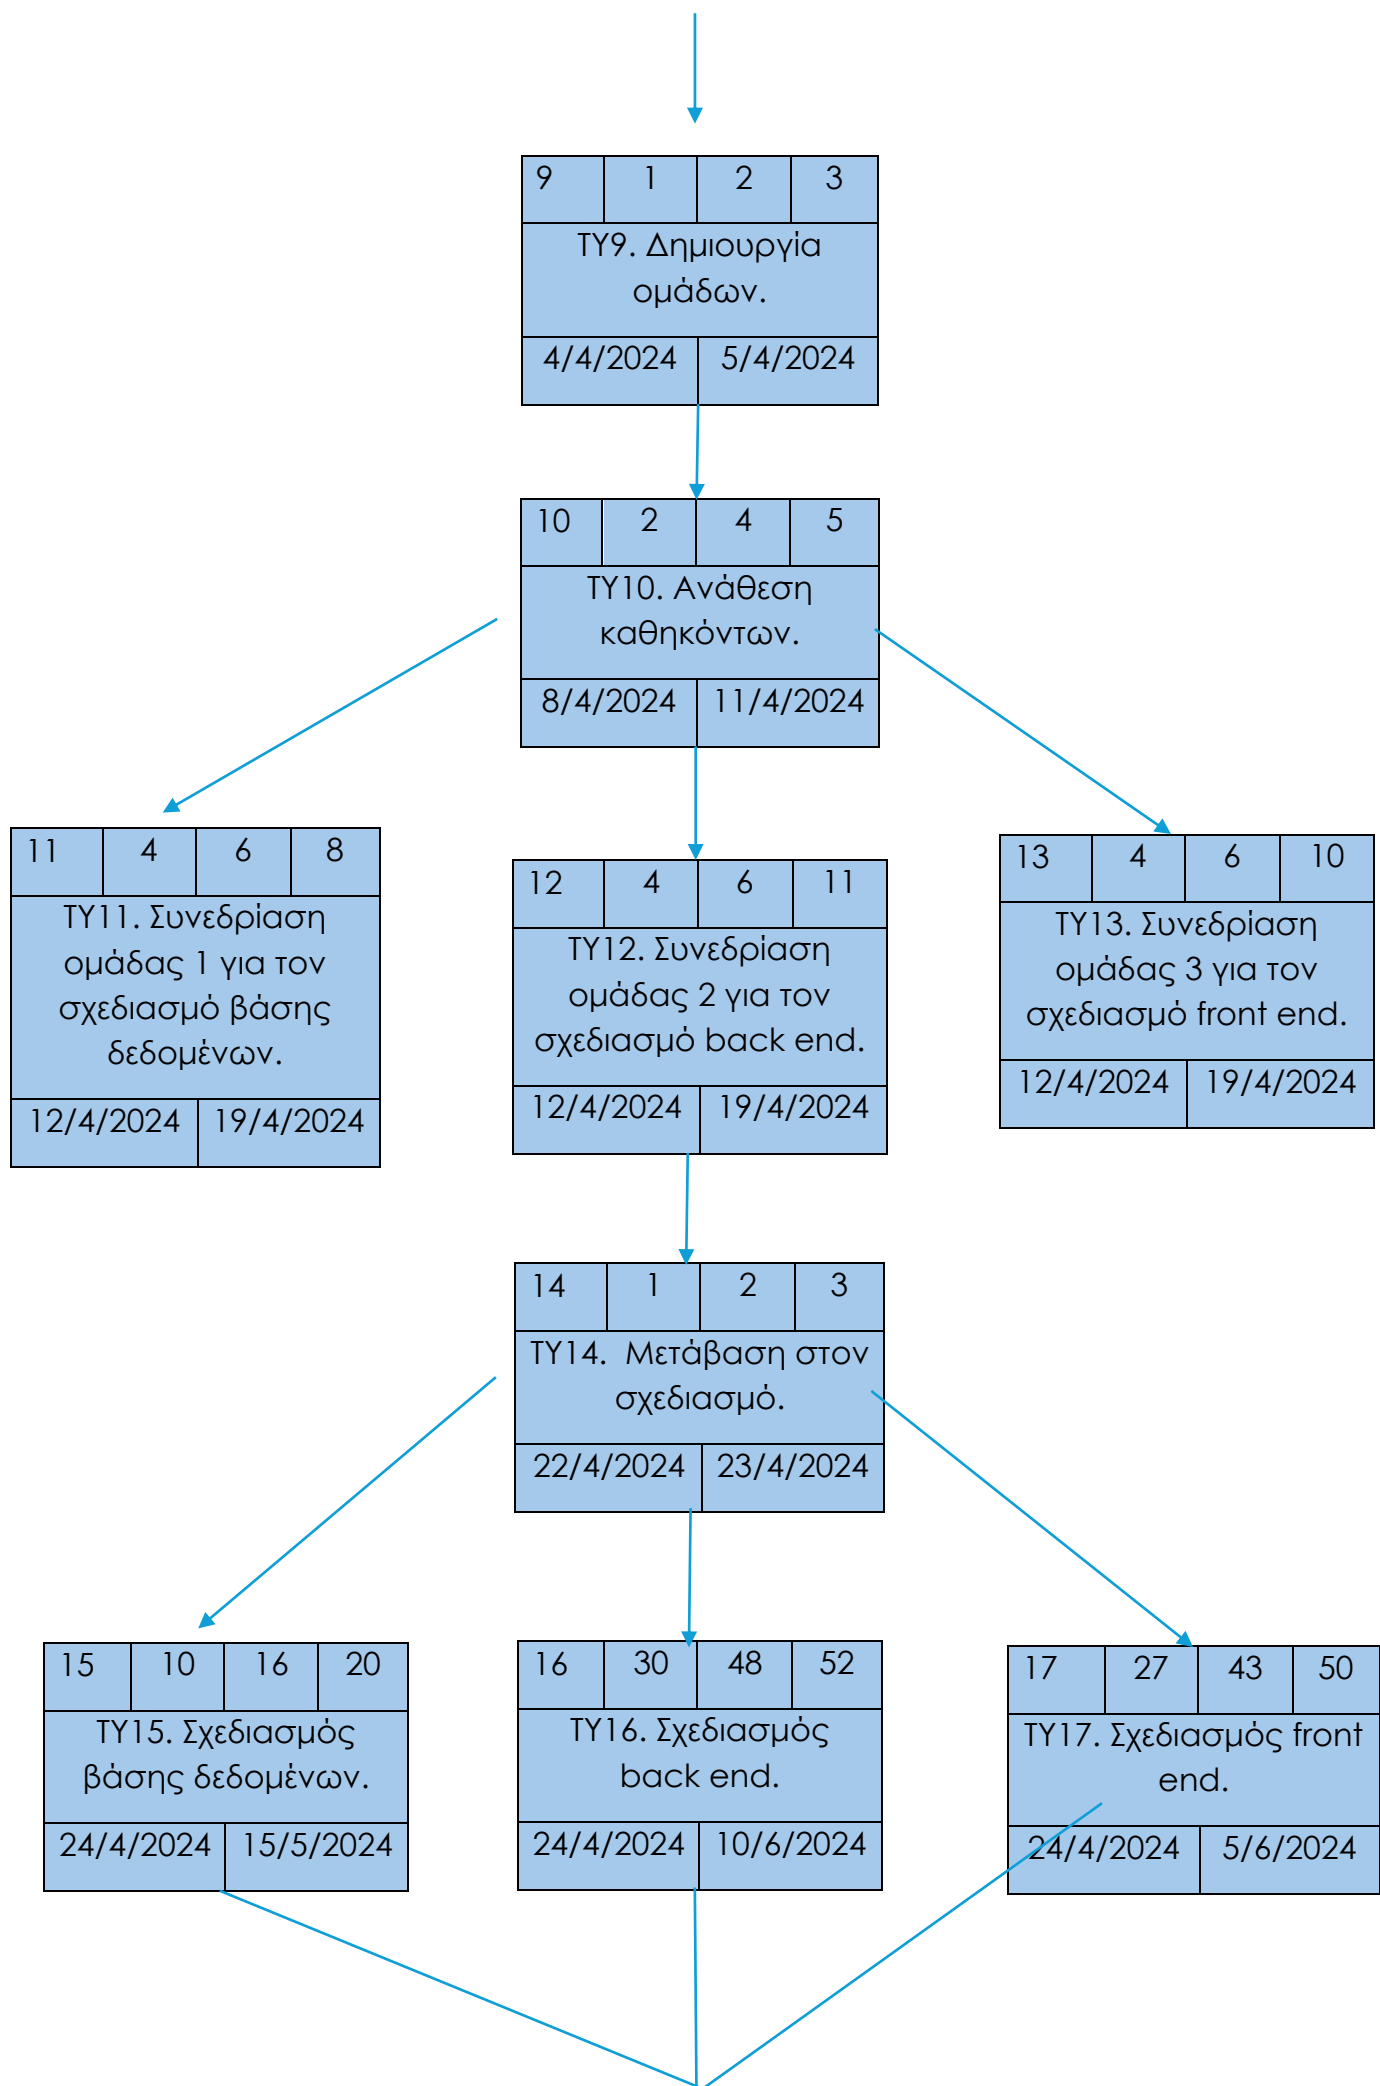 9 1 2 3
ΤΥ9. Δημιουργία
ομάδων.
4/4/2024 5/4/2024
10 2 4 5
ΤΥ10. Ανάθεση
καθηκόντων.
8/4/2024 11/4/2024
11 4 6 8
ΤΥ11. Συνεδρίαση
ομάδας 1 για τον
σχεδιασμό βάσης
δεδομένων.
12/4/2024 19/4/2024
12 4 6 11
ΤΥ12. Συνεδρίαση
ομάδας 2 για τον
σχεδιασμό back end.
12/4/2024 19/4/2024
13 4 6 10
ΤΥ13. Συνεδρίαση
ομάδας 3 για τον
σχεδιασμό front end.
12/4/2024 19/4/2024
14 1 2 3
ΤΥ14.  Μετάβαση στον
σχεδιασμό.
22/4/2024 23/4/2024
15 10 16 20
ΤΥ15. Σχεδιασμός
βάσης δεδομένων.
24/4/2024 15/5/2024
16 30 48 52
ΤΥ16. Σχεδιασμός
back end.
24/4/2024 10/6/2024
17 27 43 50
ΤΥ17. Σχεδιασμός front
end.
24/4/2024 5/6/2024